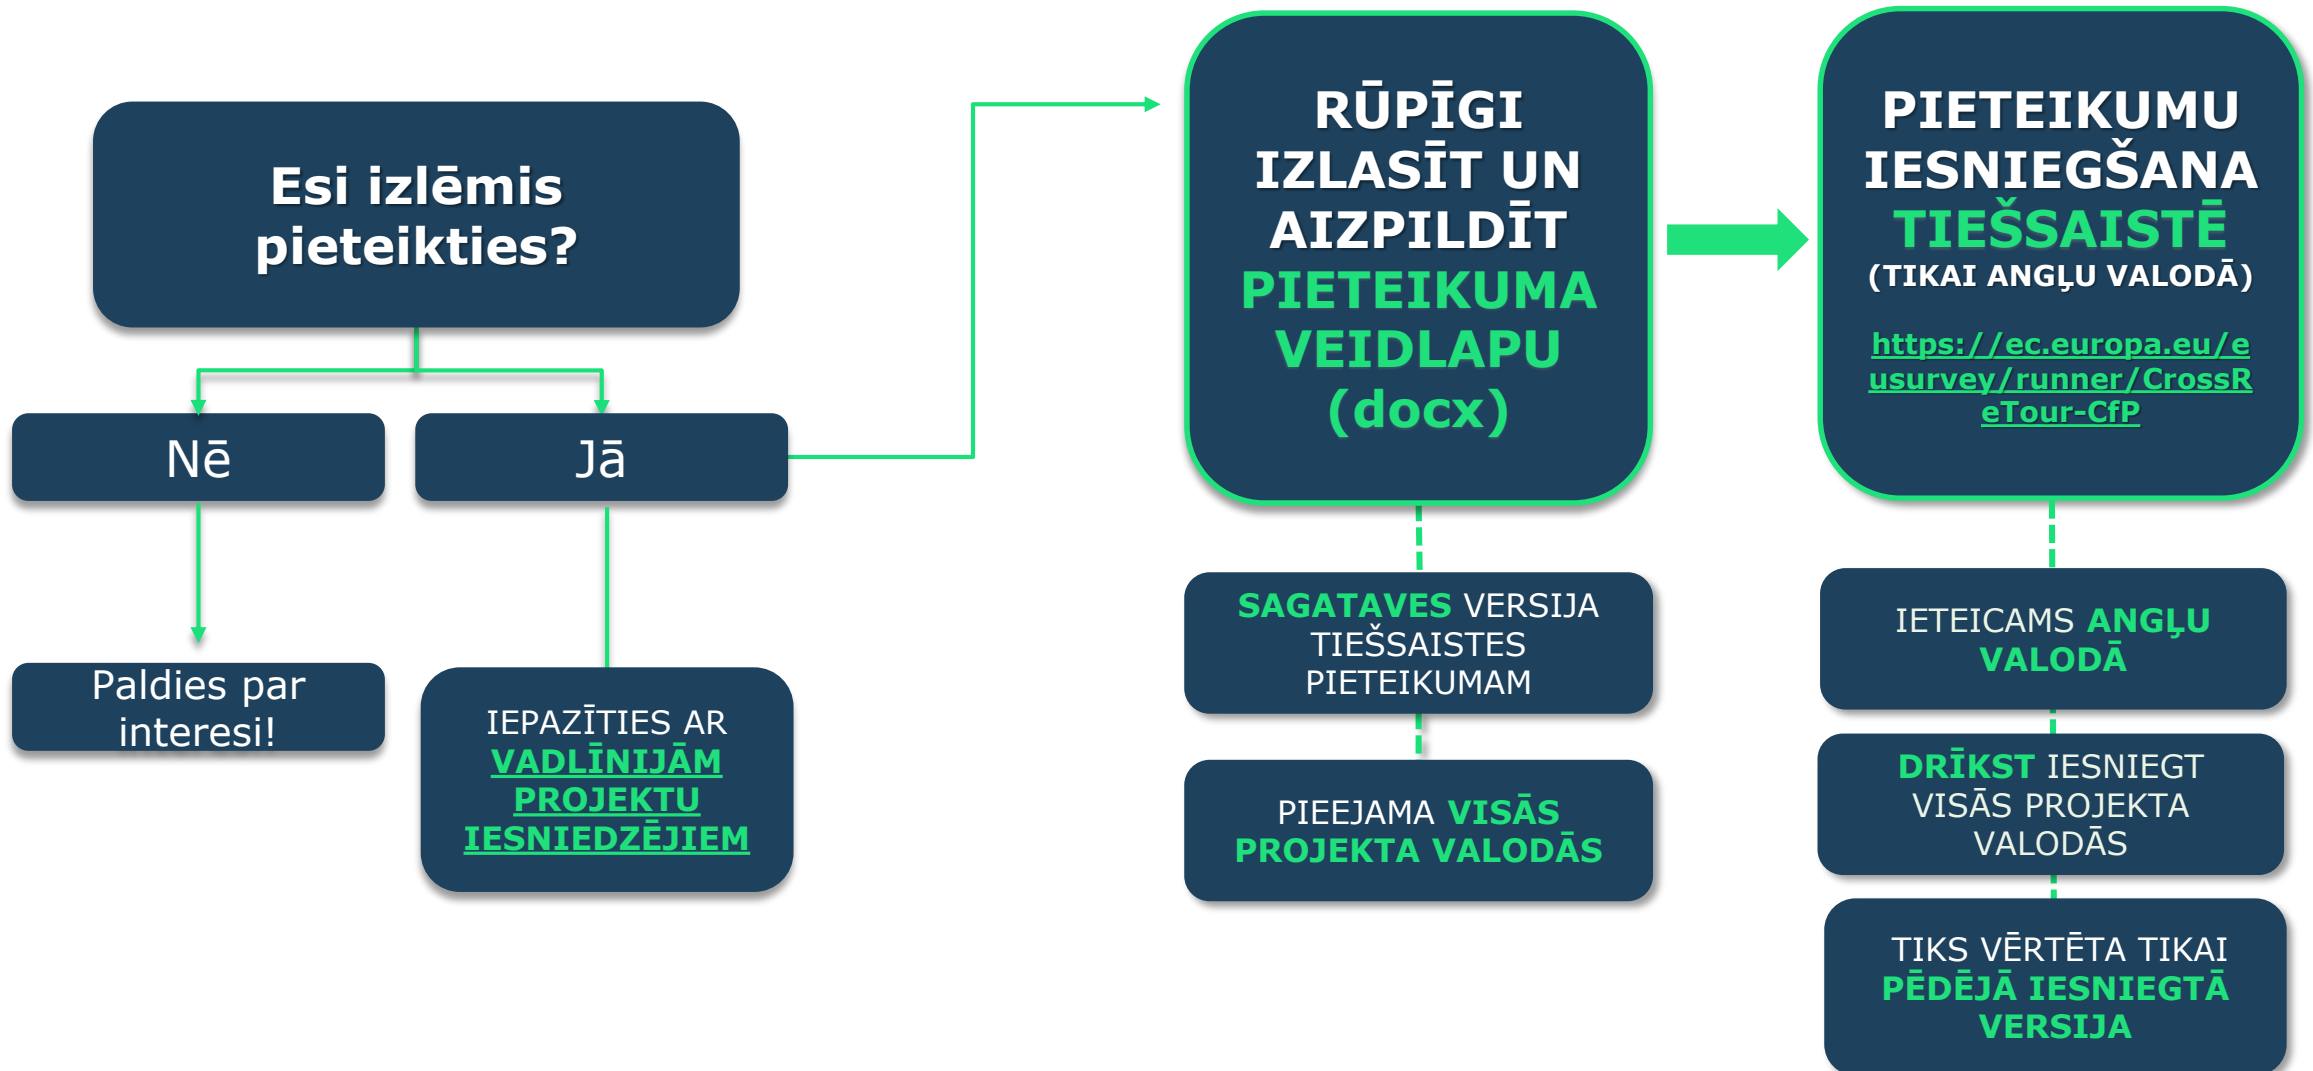 Esi izlēmis
pieteikties?
Nē
Jā
Paldies par
interesi!
IEPAZĪTIES AR
VADLĪNIJĀM
PROJEKTU
IESNIEDZĒJIEM
RŪPĪGI
IZLASĪT UN
AIZPILDĪT
PIETEIKUMA
VEIDLAPU
(docx)
SAGATAVES VERSIJA
TIEŠSAISTES
PIETEIKUMAM
PIEEJAMA VISĀS
PROJEKTA VALODĀS
PIETEIKUMU
IESNIEGŠANA
TIEŠSAISTĒ
(TIKAI ANGĻU VALODĀ)
https://ec.europa.eu/e
usurvey/runner/CrossR
eTour-CfP
IETEICAMS ANGĻU
VALODĀ
DRĪKST IESNIEGT
VISĀS PROJEKTA
VALODĀS
TIKS VĒRTĒTA TIKAI
PĒDĒJĀ IESNIEGTĀ
VERSIJA